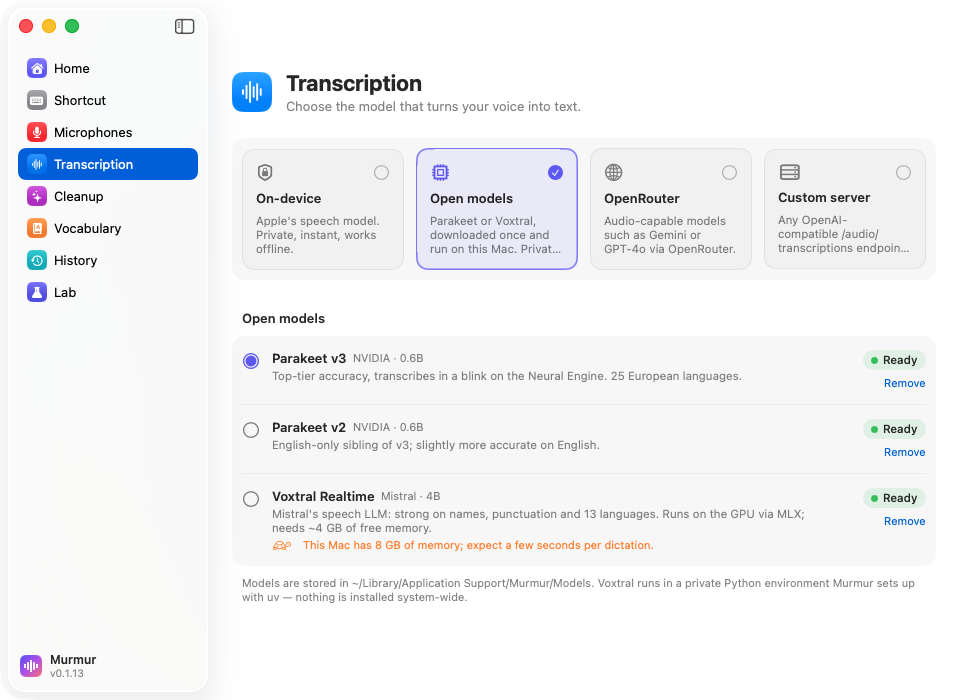 Home
Shortcut
Microphones
Transcription
Cleanup
Vocabulary
History
Lab
Murmur
v0.1.13
Transcription
Choose the model that turns your voice into text.
On-device
Apple's speech model.
Private, instant, works
offline.
Open models
Parakeet or Voxtral,
downloaded once and
run on this Mac. Privat...
OpenRouter
Audio-capable models
such as Gemini or
GPT-4o via OpenRouter.
Custom server
Any OpenAI-
compatible /audio/
transcriptions endpoin...
Open models
Parakeet v3 NVIDIA · 0.6B
Top-tier accuracy, transcribes in a blink on the Neural Engine. 25 European languages.
Ready
Remove
Parakeet v2 NVIDIA · 0.6B
English-only sibling of v3; slightly more accurate on English.
Ready
Remove
Voxtral Realtime Mistral · 4B
Mistral's speech LLM: strong on names, punctuation and 13 languages. Runs on the GPU via MLX;
needs ~4 GB of free memory.
This Mac has 8 GB of memory; expect a few seconds per dictation.
Ready
Remove
Models are stored in ~/Library/Application Support/Murmur/Models. Voxtral runs in a private Python environment Murmur sets up
with uv — nothing is installed system-wide.